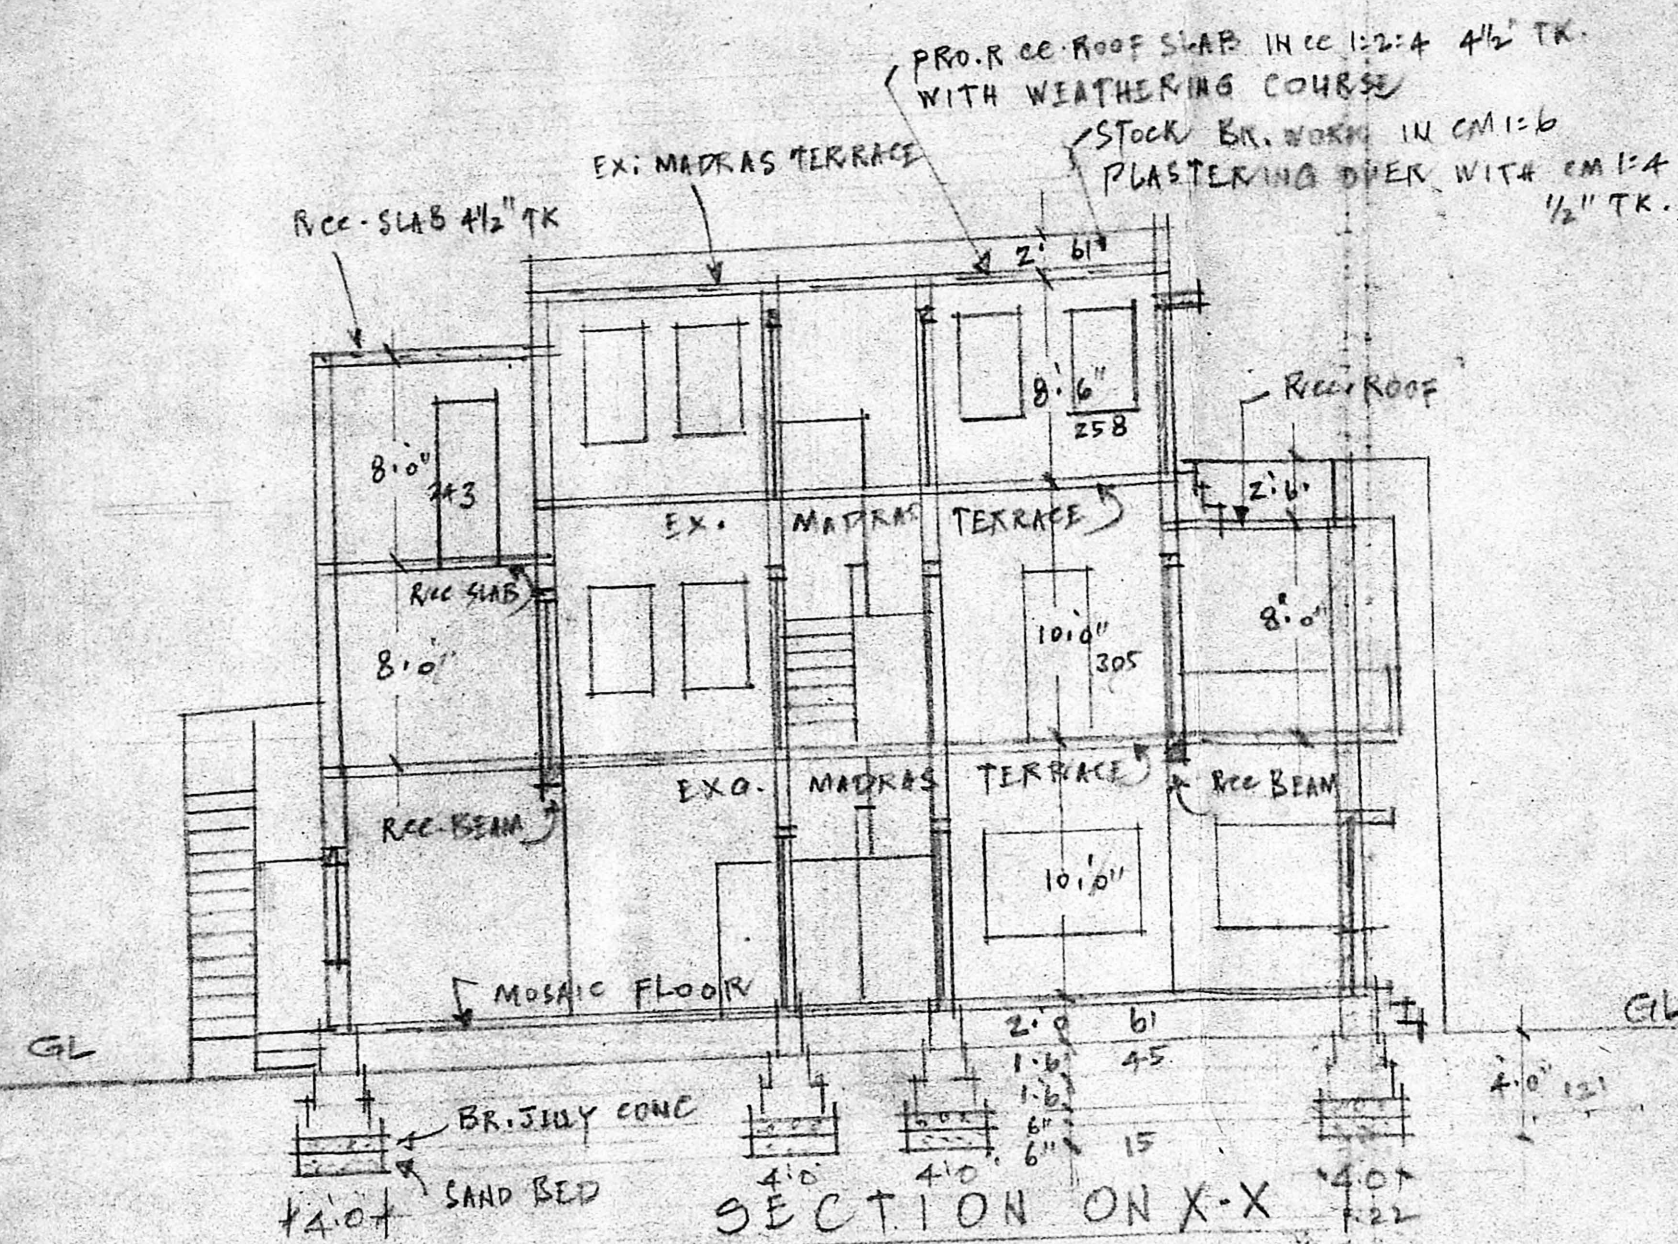 PRO.R CC ROOF SLAB IN CC 1:2:4 4½" TK.
WITH WEATHERING COURSE
STOCK BR. WORK IN CM 1:6
PLASTERING OVER WITH CM 1:4
½" TK.
EX: MADRAS TERRACE
RCC-SLAB 4½" TK
2' 61
8'.6"
258
RCC. ROOF
8'.0"
243
2'.6"
EX. MADRAS TERRACE
RCC SLAB
8'.0"
10'.0"
305
8'.0"
MADRAS TERRACE
RCC-BEAM
RCC BEAM
10'.0"
MOSAIC FLOOR
GL
GL
2'.0 61
1'.6 45
1'.6
6"
6" 15
4'.0" 121
BR. JILLY CONC
SAND BED
4'.0
4'0
4'0
4'.0
1.22
SECTION ON X-X